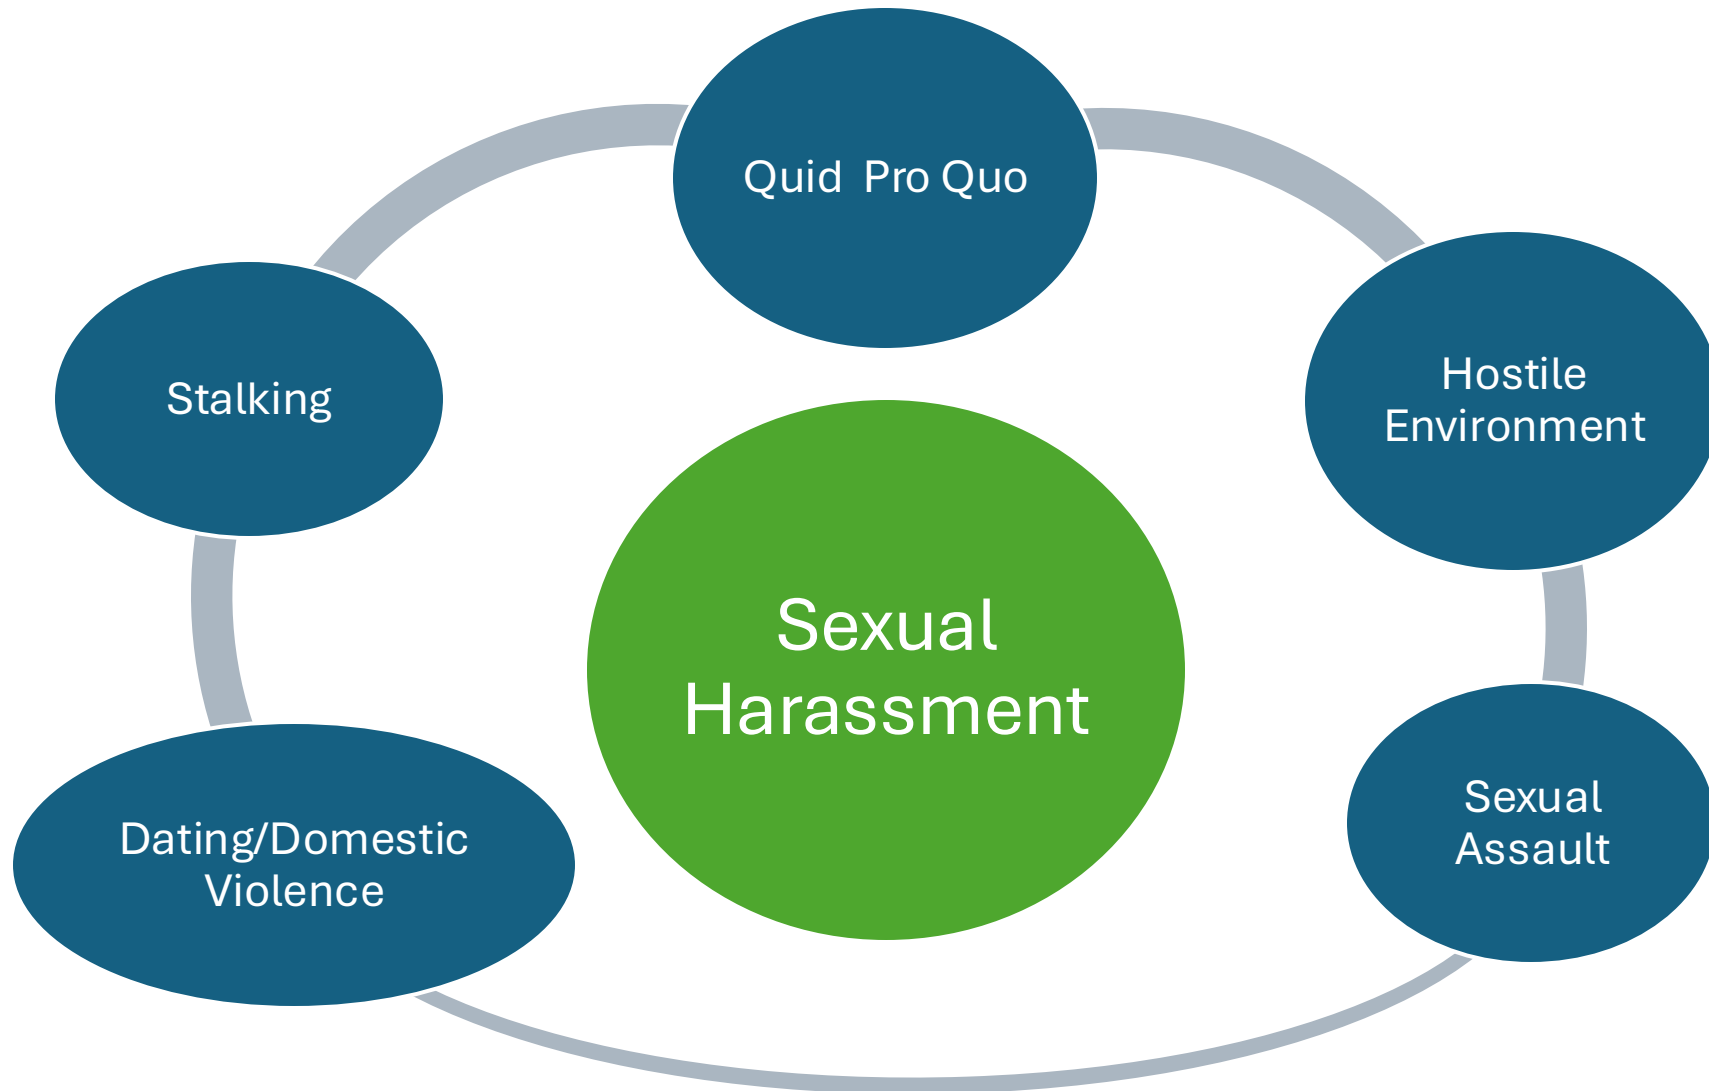 Quid Pro Quo
Hostile
Environment
Sexual
Assault
Dating/Domestic
Violence
Stalking
Sexual
Harassment